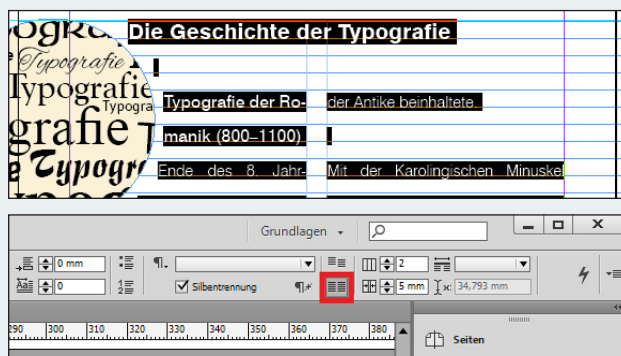 Die Geschichte der Typografie
Typografie
Typografie
Typogra
grafie
Typogr
Typografie der Ro-
manik (800–1100)
Ende des 8. Jahr-
der Antike beinhaltete.
Mit der Karolingischen Minuskel
Grundlagen
0 mm
0
Silbentrennung
2
5 mm
34,793 mm
290 300 310 320 330 340 350 360 370 380
Seiten